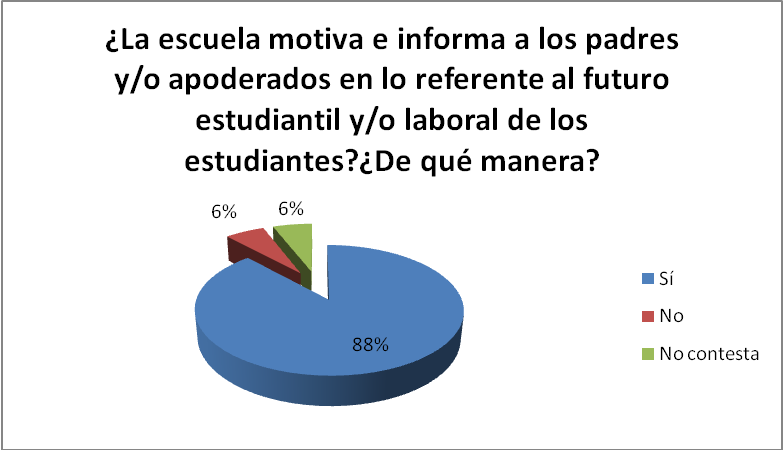 ¿La escuela motiva e informa a los padres
y/o apoderados en lo referente al futuro
estudiantil y/o laboral de los
estudiantes?¿De qué manera?
6%
6%
88%
Sí
No
No contesta